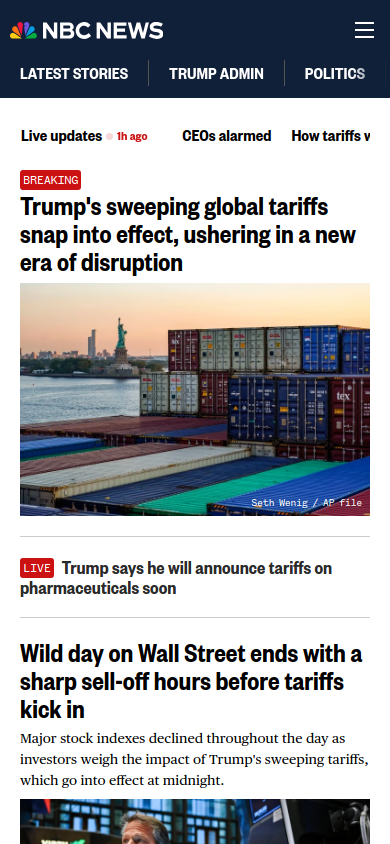 NBC NEWS
LATEST STORIES TRUMP ADMIN POLITICS
Live updates 1h ago CEOs alarmed How tariffs w
BREAKING
Trump's sweeping global tariffs
snap into effect, ushering in a new
era of disruption
tex
Seth Wenig / AP file
LIVE Trump says he will announce tariffs on
pharmaceuticals soon
Wild day on Wall Street ends with a
sharp sell-off hours before tariffs
kick in
Major stock indexes declined throughout the day as
investors weigh the impact of Trump's sweeping tariffs,
which go into effect at midnight.